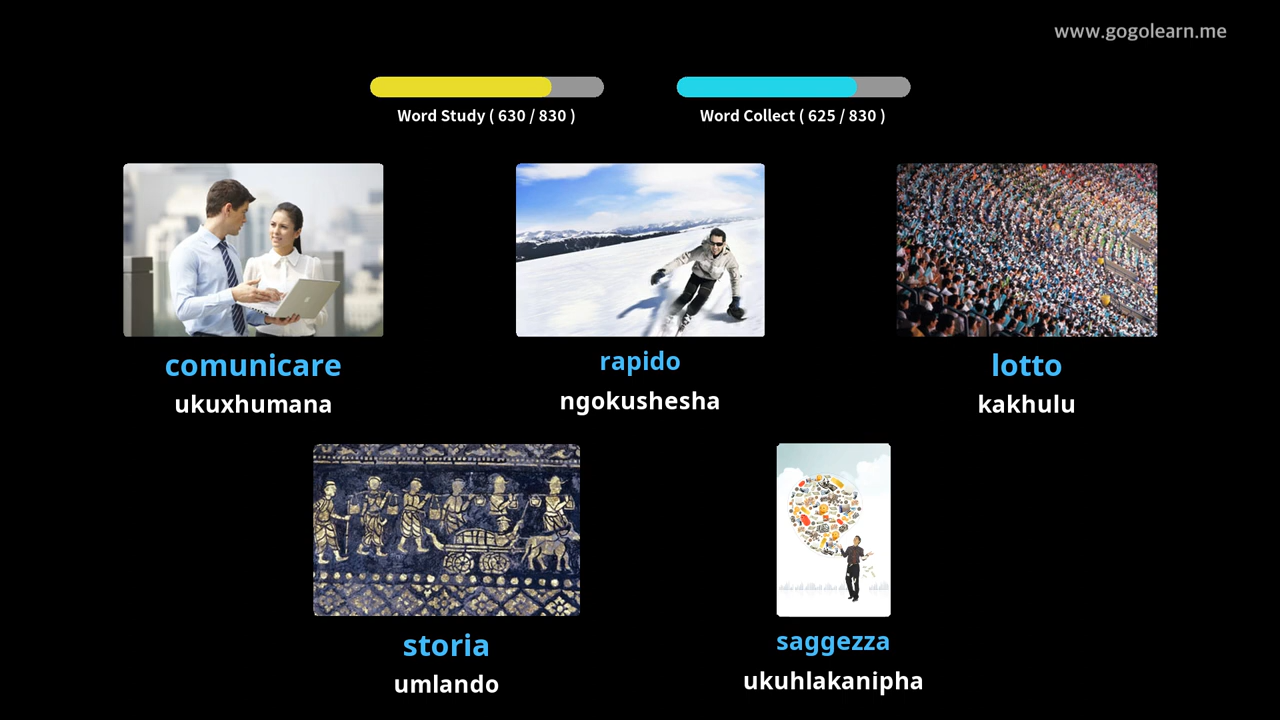 www.gogolearn.me
Word Study ( 630 / 830 )
Word Collect ( 625 / 830 )
comunicare
ukuxhumana
rapido
ngokushesha
lotto
kakhulu
storia
umlando
saggezza
ukuhlakanipha